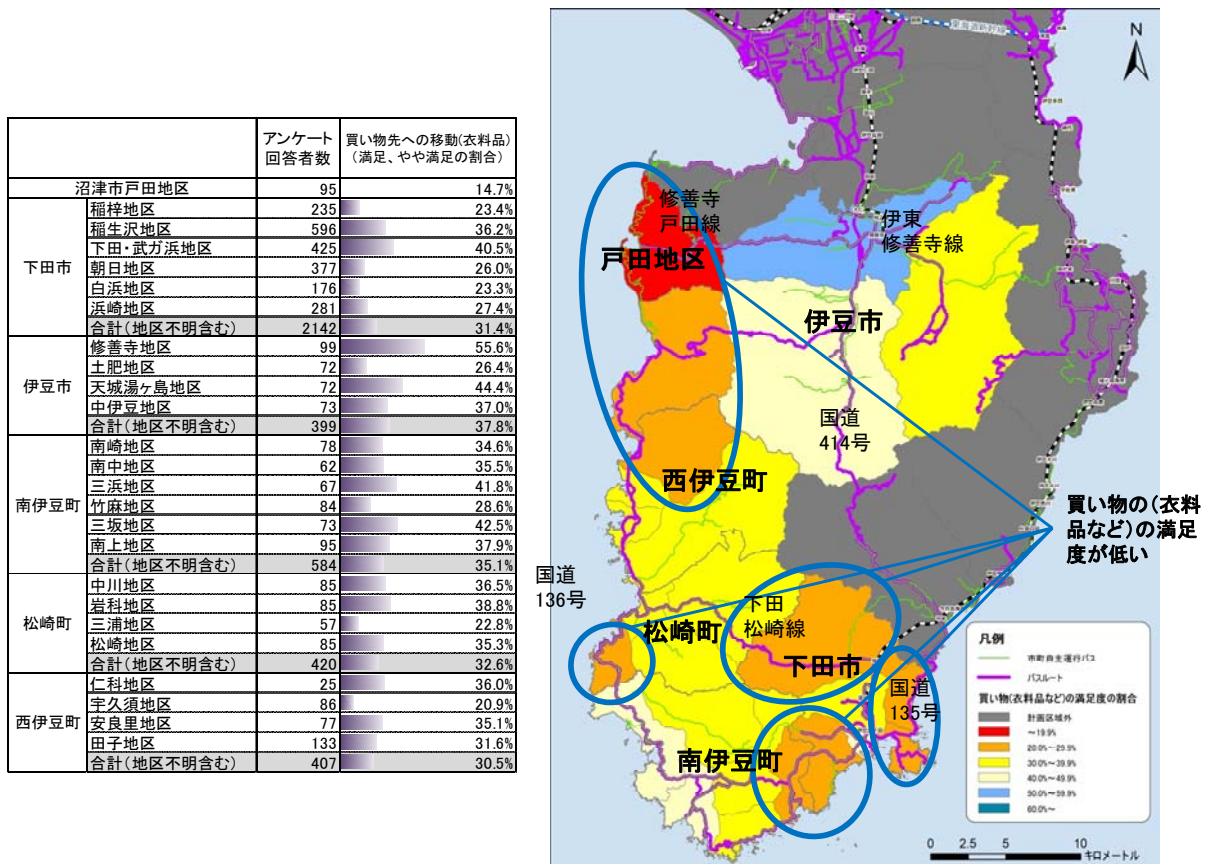 アンケート
回答者数
買い物先への移動(衣料品)
(満足、やや満足の割合)
沼津市戸田地区 95 14.7%
下田市
稲梓地区 235 23.4%
稲生沢地区 596 36.2%
下田・武ガ浜地区 425 40.5%
朝日地区 377 26.0%
白浜地区 176 23.3%
浜崎地区 281 27.4%
合計(地区不明含む) 2142 31.4%
伊豆市
修善寺地区 99 55.6%
土肥地区 72 26.4%
天城湯ヶ島地区 72 44.4%
中伊豆地区 73 37.0%
合計(地区不明含む) 399 37.8%
南伊豆町
南崎地区 78 34.6%
南中地区 62 35.5%
三浜地区 67 41.8%
竹麻地区 84 28.6%
三坂地区 73 42.5%
南上地区 95 37.9%
合計(地区不明含む) 584 35.1%
松崎町
中川地区 85 36.5%
岩科地区 85 38.8%
三浦地区 57 22.8%
松崎地区 85 35.3%
合計(地区不明含む) 420 32.6%
西伊豆町
仁科地区 25 36.0%
宇久須地区 86 20.9%
安良里地区 77 35.1%
田子地区 133 31.6%
合計(地区不明含む) 407 30.5%
東海道新幹線
N
修善寺
戸田線
戸田地区
伊東
修善寺線
伊豆市
国道
414号
西伊豆町
買い物の(衣料
品など)の満足
度が低い
国道
136号
松崎町
下田
松崎線
下田市
国道
135号
南伊豆町
凡例
市町自主運行バス
バスルート
買い物(衣料品など)の満足度の割合
計画区域外
~19.9%
20.0%~29.9%
30.0%~39.9%
40.0%~49.9%
50.0%~59.9%
60.0%~
0 2.5 5 10
キロメートル